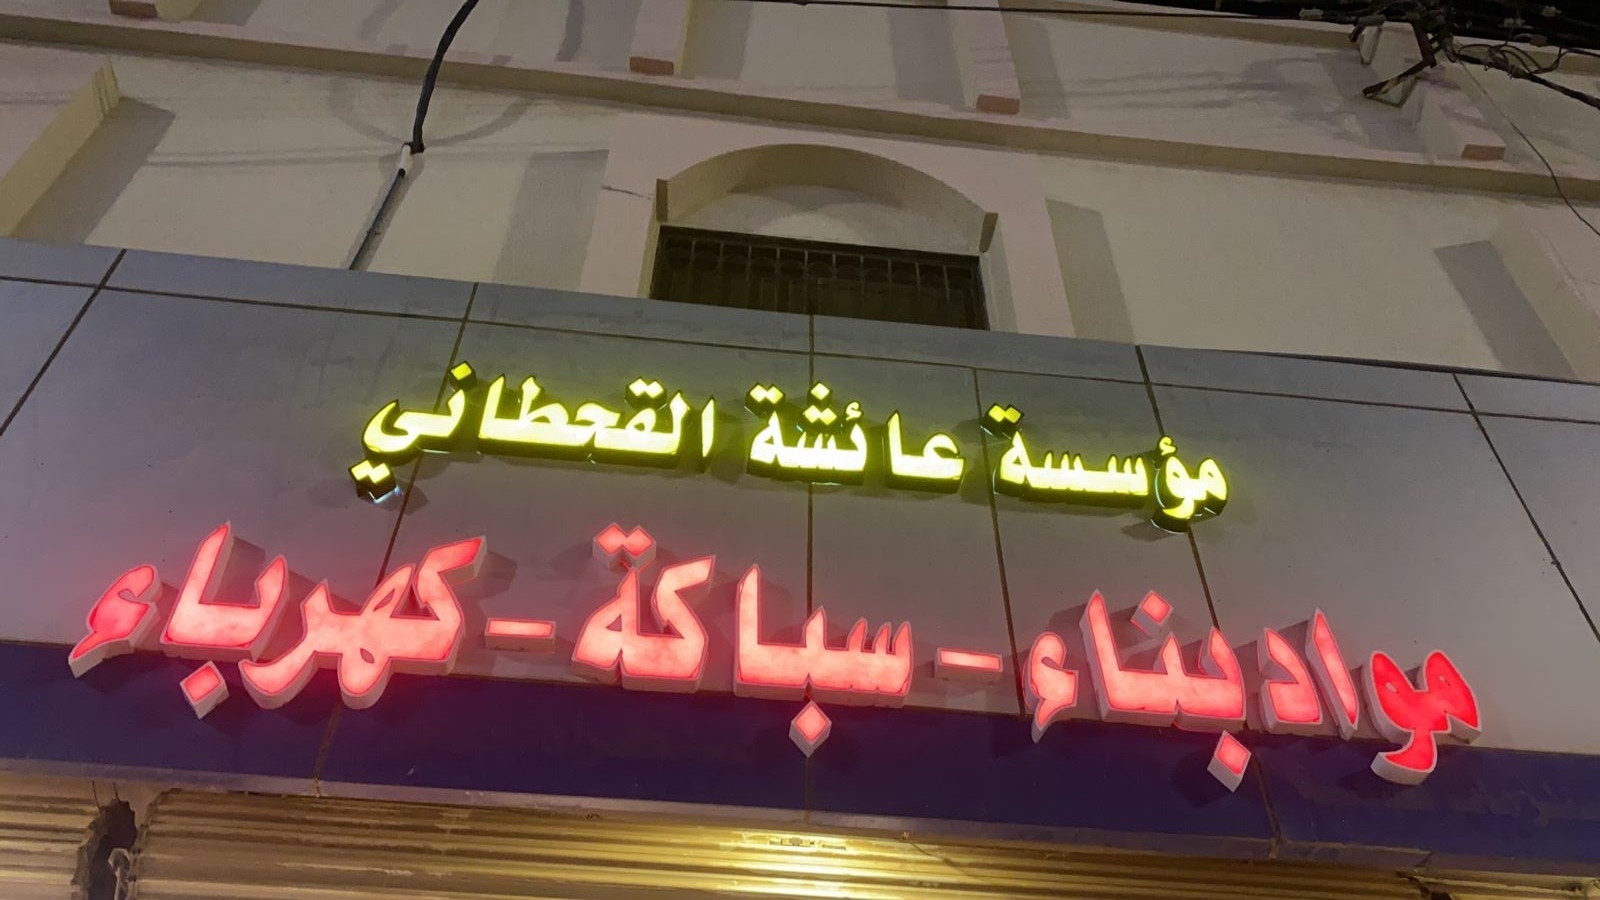 مؤسسة عائشة القحطاني
مواد بناء - سباكة - كهرباء